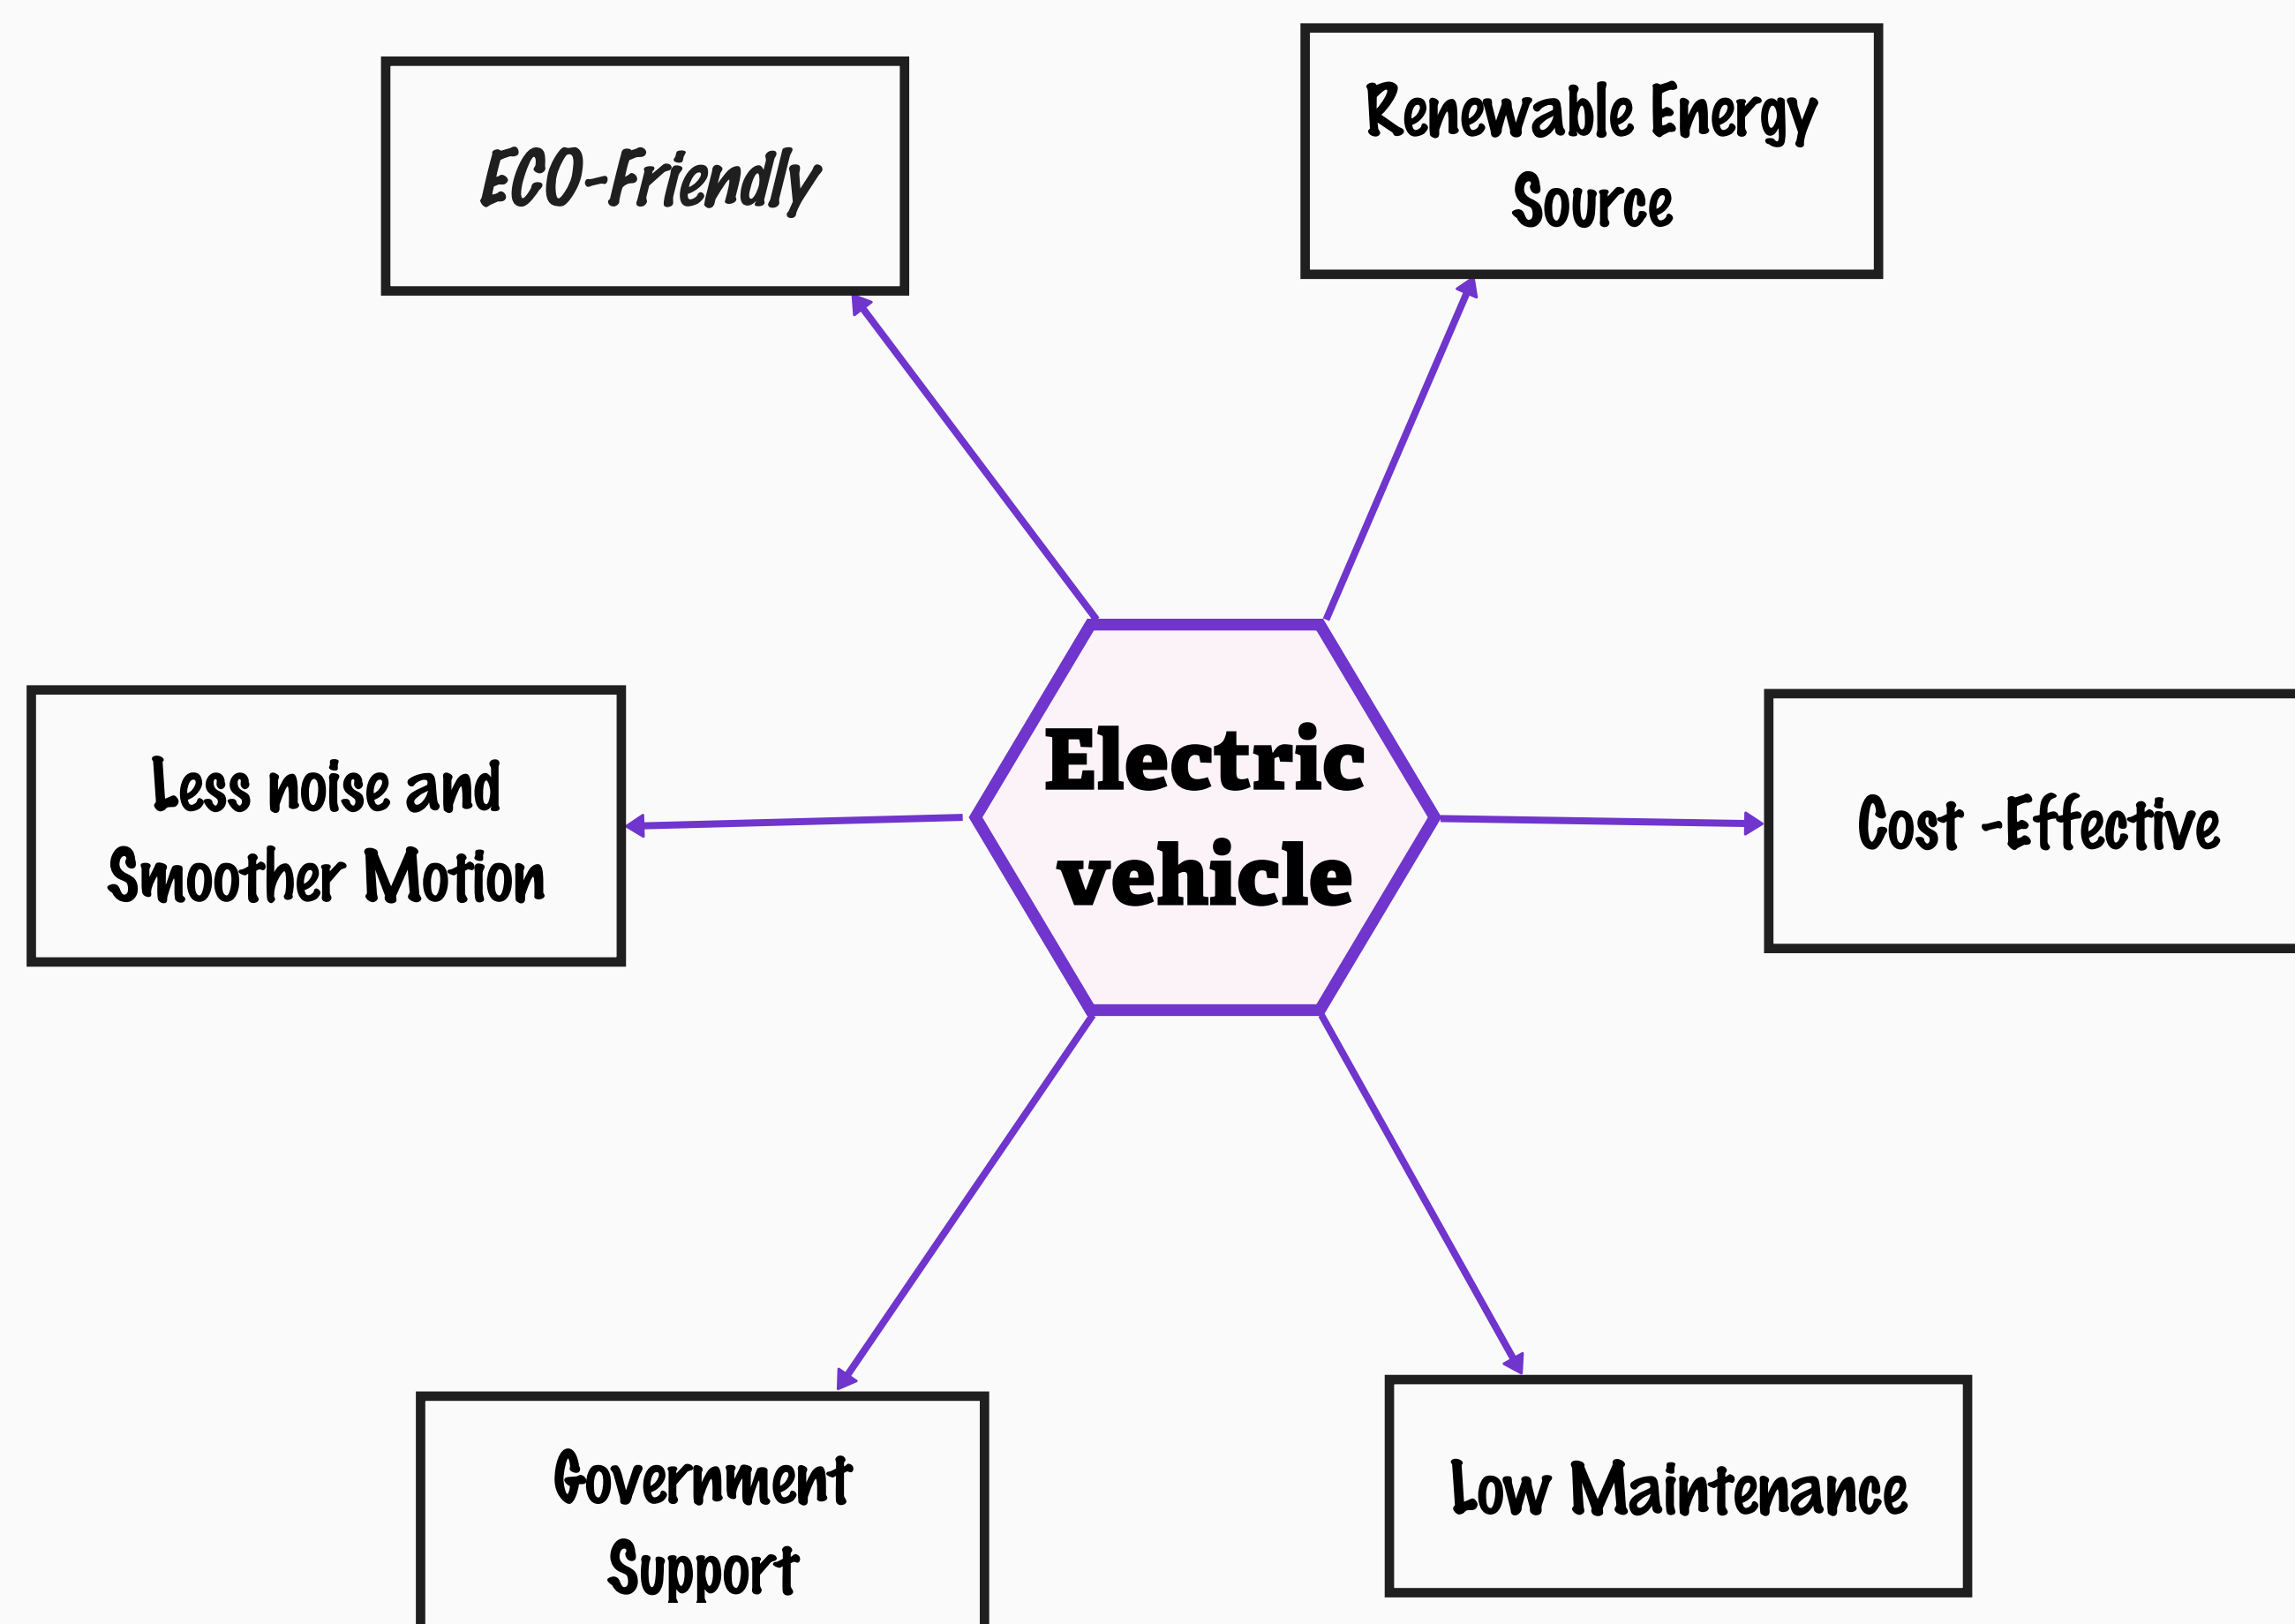 ECO-Friendly
Renewable Energy
Source
Less noise and
Smoother Motion
Electric
vehicle
Cost -Effective
Government
Support
Low Maintenance